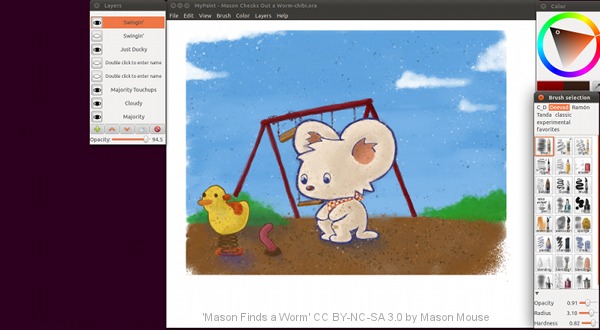 Layers
Swingin'
Swingin'
Just Ducky
Double click to enter name
Double click to enter name
Majority Touchups
Cloudy
Majority
Opacity: 94.5
MyPaint - Mason Checks Out a Worm-chibi.ora
File Edit View Brush Color Layers Help
'Mason Finds a Worm' CC BY-NC-SA 3.0 by Mason Mouse
Color
Brush selection
C_D Deevad Ramón
Tanda classic
experimental
favorites
Opacity 0.91
Radius 3.10
Hardness 0.82